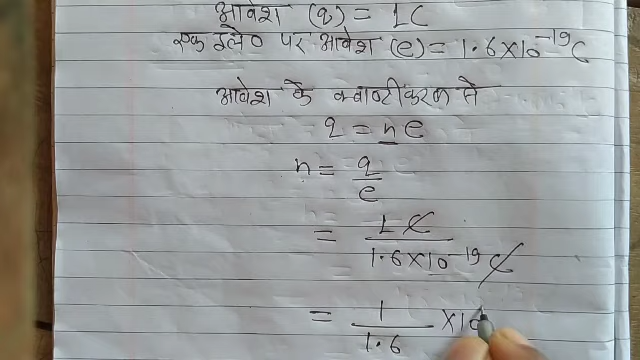 आवेश (q) = 1C
एक इले० पर आवेश (e) = 1.6×10⁻¹⁹C
आवेश के क्वाण्टीकरण से
q = ne
n = q/e
= 1C/1.6×10⁻¹⁹C
= 1/1.6 ×10